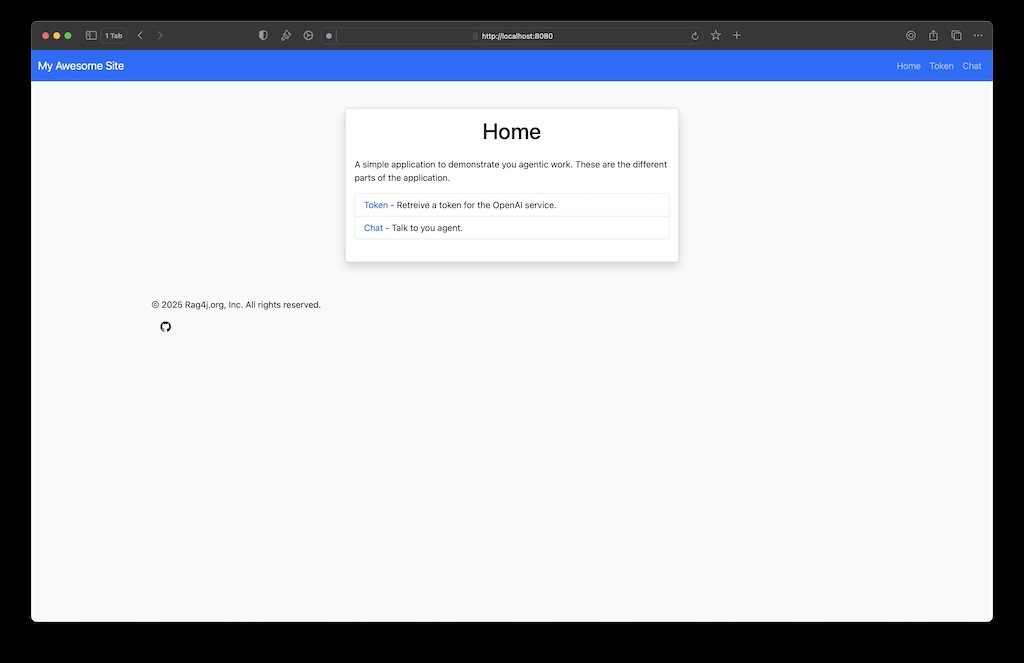 1 Tab
http://localhost:8080
My Awesome Site
Home Token Chat
Home
A simple application to demonstrate you agentic work. These are the different
parts of the application.
Token - Retreive a token for the OpenAI service.
Chat - Talk to you agent.
© 2025 Rag4j.org, Inc. All rights reserved.